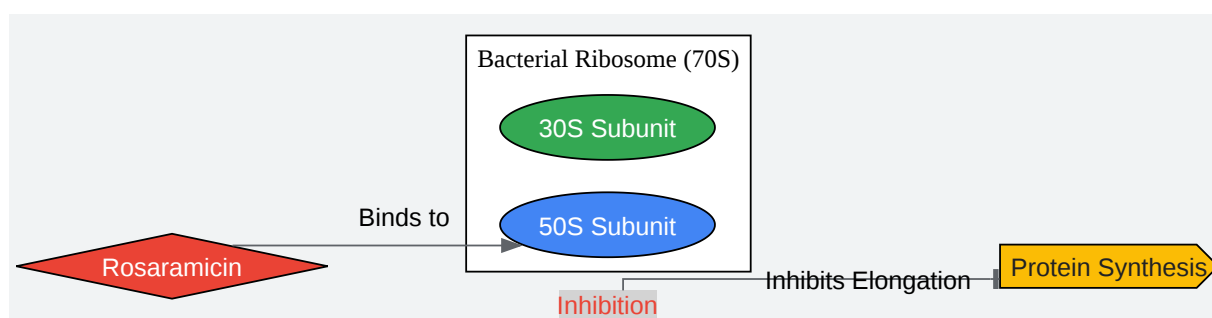 Bacterial Ribosome (70S)
30S Subunit
Binds to
50S Subunit
Rosaramicin
Inhibits Elongation
Protein Synthesis
Inhibition